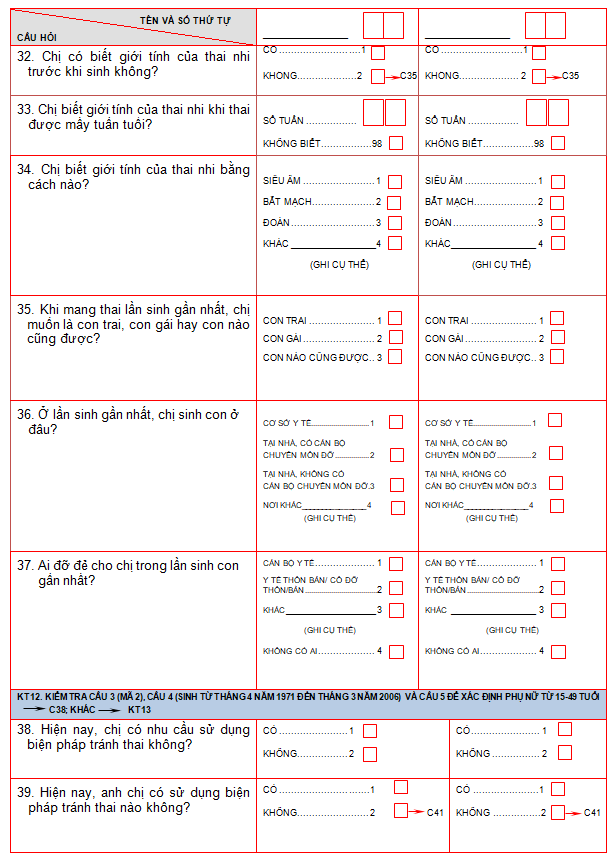 TÊN VÀ SỐ THỨ TỰ
CÂU HỎI
32. Chị có biết giới tính của thai nhi
trước khi sinh không?
CÓ ........................1
KHÔNG....................2 C35
CÓ ........................1
KHÔNG....................2 C35
33. Chị biết giới tính của thai nhi khi thai
được mấy tuần tuổi?
SỐ TUẦN ................
KHÔNG BIẾT.................98
SỐ TUẦN ................
KHÔNG BIẾT.................98
34. Chị biết giới tính của thai nhi bằng
cách nào?
SIÊU ÂM ...................... 1
BẮT MẠCH..................... 2
ĐOÁN .......................... 3
KHÁC ____________________ 4
(GHI CỤ THỂ)
SIÊU ÂM ...................... 1
BẮT MẠCH..................... 2
ĐOÁN .......................... 3
KHÁC____________________ 4
(GHI CỤ THỂ)
35. Khi mang thai lần sinh gần nhất, chị
muốn là con trai, con gái hay con nào
cũng được?
CON TRAI ...................... 1
CON GÁI ....................... 2
CON NÀO CŨNG ĐƯỢC.. 3
CON TRAI ...................... 1
CON GÁI ....................... 2
CON NÀO CŨNG ĐƯỢC.. 3
36. Ở lần sinh gần nhất, chị sinh con ở
đâu?
CƠ SỞ Y TẾ............................ 1
TẠI NHÀ, CÓ CÁN BỘ
CHUYÊN MÔN ĐỠ .................2
TẠI NHÀ, KHÔNG CÓ
CÁN BỘ CHUYÊN MÔN ĐỠ.3
NƠI KHÁC________________4
(GHI CỤ THỂ)
CƠ SỞ Y TẾ............................ 1
TẠI NHÀ, CÓ CÁN BỘ
CHUYÊN MÔN ĐỠ .................2
TẠI NHÀ, KHÔNG CÓ
CÁN BỘ CHUYÊN MÔN ĐỠ.3
NƠI KHÁC________________4
(GHI CỤ THỂ)
37. Ai đỡ đẻ cho chị trong lần sinh con
gần nhất?
CÁN BỘ Y TẾ ..................... 1
Y TẾ THÔN BẢN/ CÔ ĐỠ
THÔN/BẢN ............................2
KHÁC ___________________3
(GHI CỤ THỂ)
KHÔNG CÓ AI.................... 4
CÁN BỘ Y TẾ ..................... 1
Y TẾ THÔN BẢN/ CÔ ĐỠ
THÔN/BẢN ............................2
KHÁC ___________________3
(GHI CỤ THỂ)
KHÔNG CÓ AI.................... 4
KT12. KIỂM TRA CÂU 3 (MÃ 2), CÂU 4 (SINH TỪ THÁNG 4 NĂM 1971 ĐẾN THÁNG 3 NĂM 2006) VÀ CÂU 5 ĐỂ XÁC ĐỊNH PHỤ NỮ TỪ 15-49 TUỔI
C38; KHÁC KT13
38. Hiện nay, chị có nhu cầu sử dụng
biện pháp tránh thai không?
CÓ ..............................1
KHÔNG..........................2
CÓ ..............................1
KHÔNG ..........................2
39. Hiện nay, anh chị có sử dụng biện
pháp tránh thai nào không?
CÓ ....................................1
KHÔNG.............................2 C41
CÓ ..............................1
KHÔNG ..........................2 C41